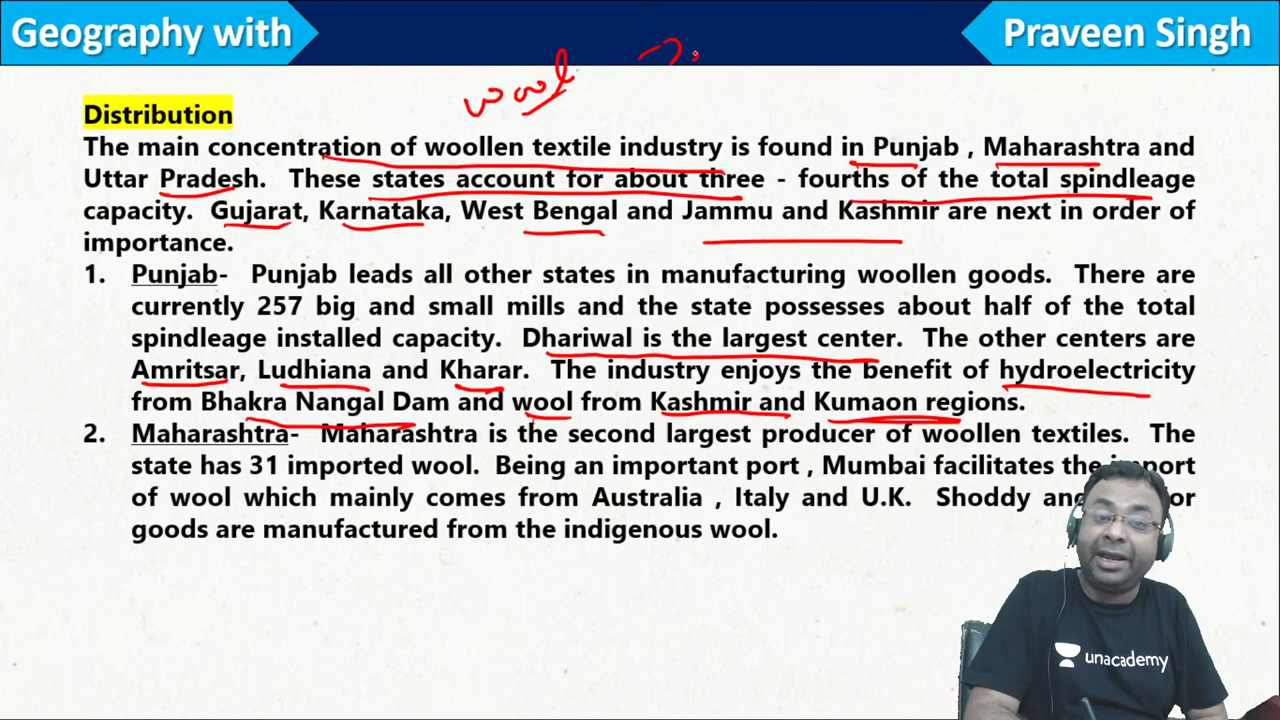 Geography with
Praveen Singh
wool
Distribution
The main concentration of woollen textile industry is found in Punjab , Maharashtra and
Uttar Pradesh. These states account for about three - fourths of the total spindleage
capacity. Gujarat, Karnataka, West Bengal and Jammu and Kashmir are next in order of
importance.
1. Punjab- Punjab leads all other states in manufacturing woollen goods. There are
currently 257 big and small mills and the state possesses about half of the total
spindleage installed capacity. Dhariwal is the largest center. The other centers are
Amritsar, Ludhiana and Kharar. The industry enjoys the benefit of hydroelectricity
from Bhakra Nangal Dam and wool from Kashmir and Kumaon regions.
2. Maharashtra- Maharashtra is the second largest producer of woollen textiles. The
state has 31 imported wool. Being an important port , Mumbai facilitates the import
of wool which mainly comes from Australia , Italy and U.K. Shoddy
goods are manufactured from the indigenous wool.
unacademy